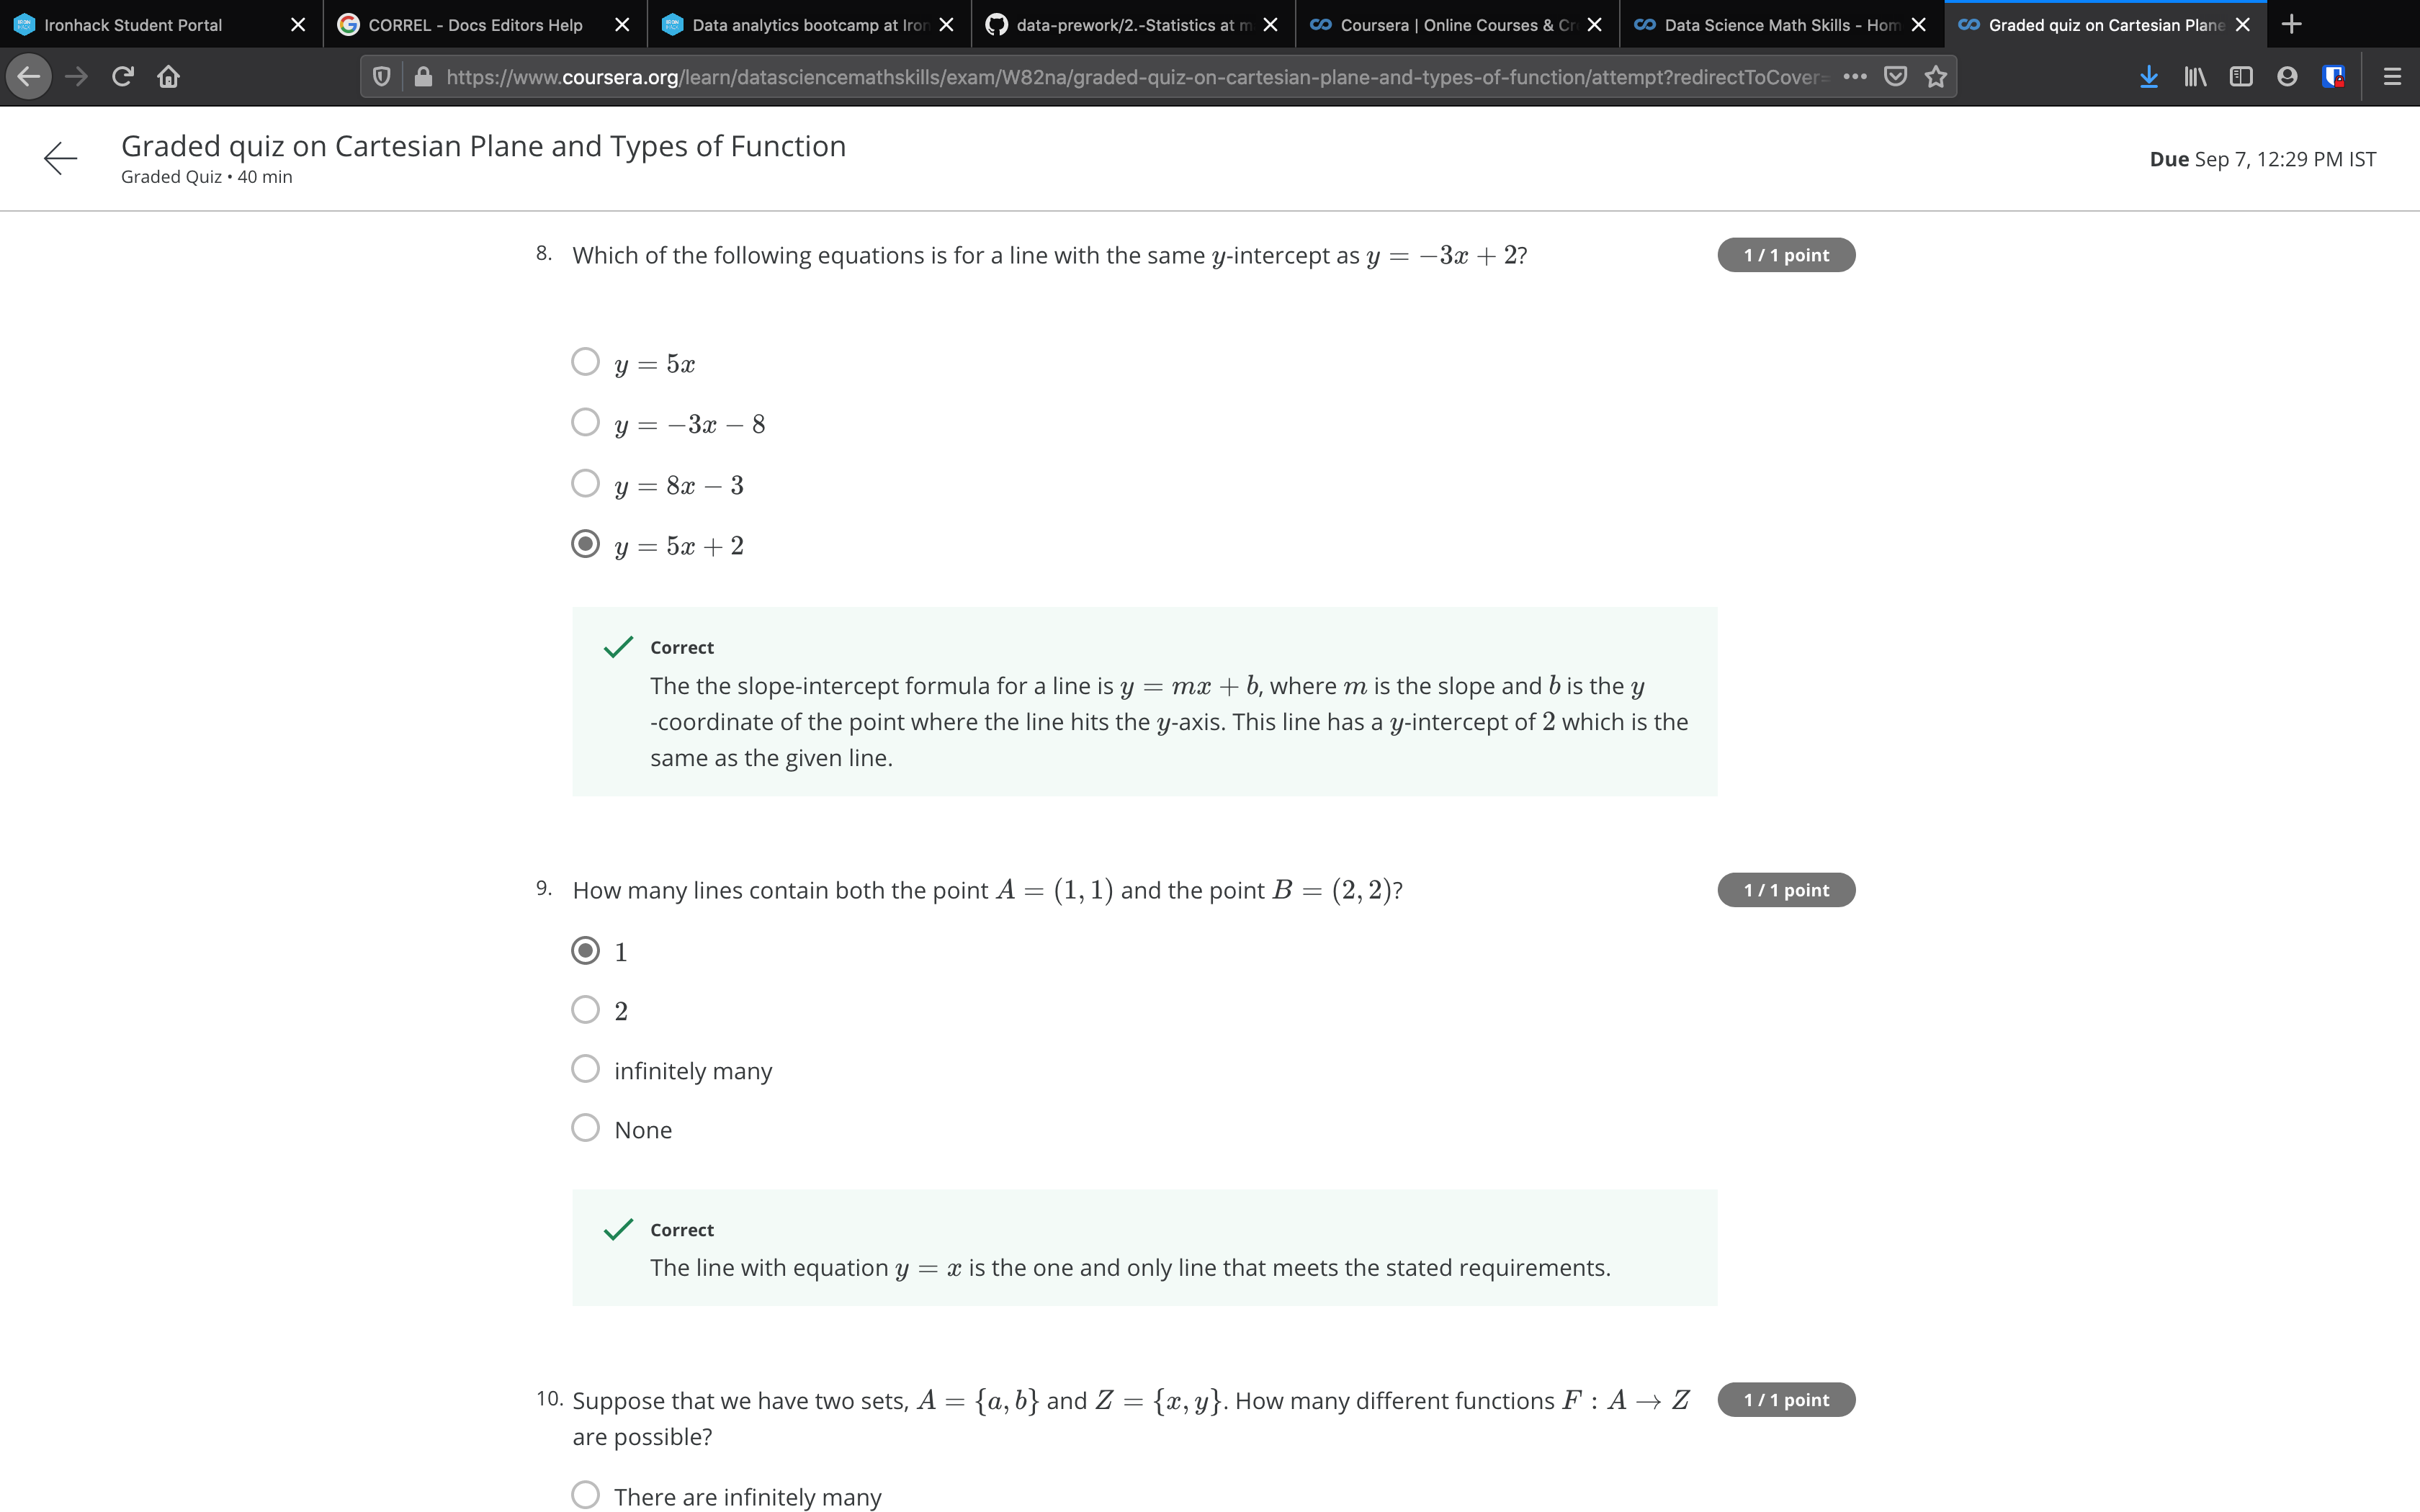 Ironhack Student Portal
CORREL - Docs Editors Help
Data analytics bootcamp at Iron
data-prework/2.-Statistics at m
Coursera | Online Courses & Cr
Data Science Math Skills - Hom
Graded quiz on Cartesian Plane
https://www.coursera.org/learn/datasciencemathskills/exam/W82na/graded-quiz-on-cartesian-plane-and-types-of-function/attempt?redirectToCover=
Graded quiz on Cartesian Plane and Types of Function
Graded Quiz • 40 min
Due Sep 7, 12:29 PM IST
8. Which of the following equations is for a line with the same y-intercept as y = −3x + 2?
1 / 1 point
y = 5x
y = −3x − 8
y = 8x − 3
y = 5x + 2
Correct
The the slope-intercept formula for a line is y = mx + b, where m is the slope and b is the y
-coordinate of the point where the line hits the y-axis. This line has a y-intercept of 2 which is the
same as the given line.
9. How many lines contain both the point A = (1, 1) and the point B = (2, 2)?
1 / 1 point
1
2
infinitely many
None
Correct
The line with equation y = x is the one and only line that meets the stated requirements.
10. Suppose that we have two sets, A = {a, b} and Z = {x, y}. How many different functions F : A → Z
1 / 1 point
are possible?
There are infinitely many